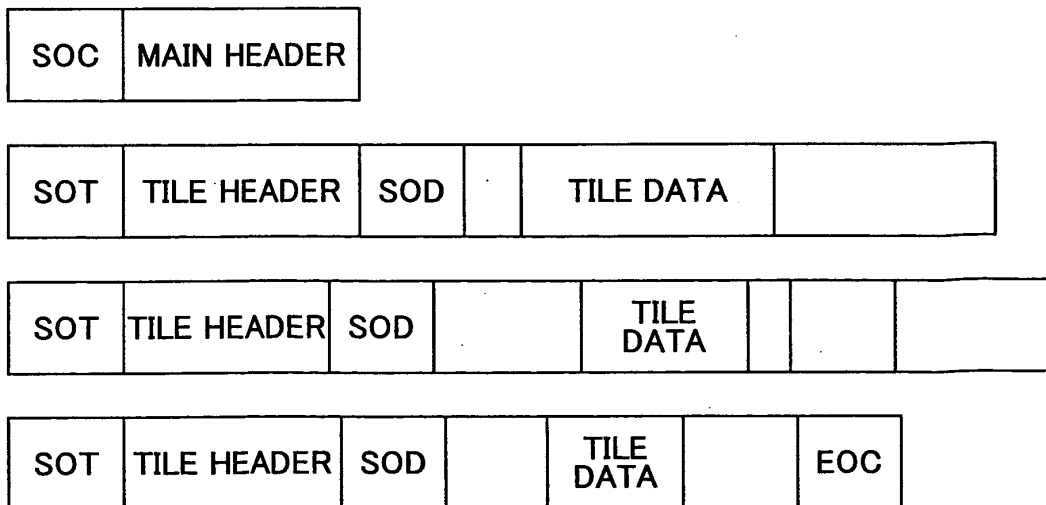 SOC MAIN HEADER
SOT TILE HEADER SOD TILE DATA
SOT TILE HEADER SOD TILE DATA
SOT TILE HEADER SOD TILE DATA EOC